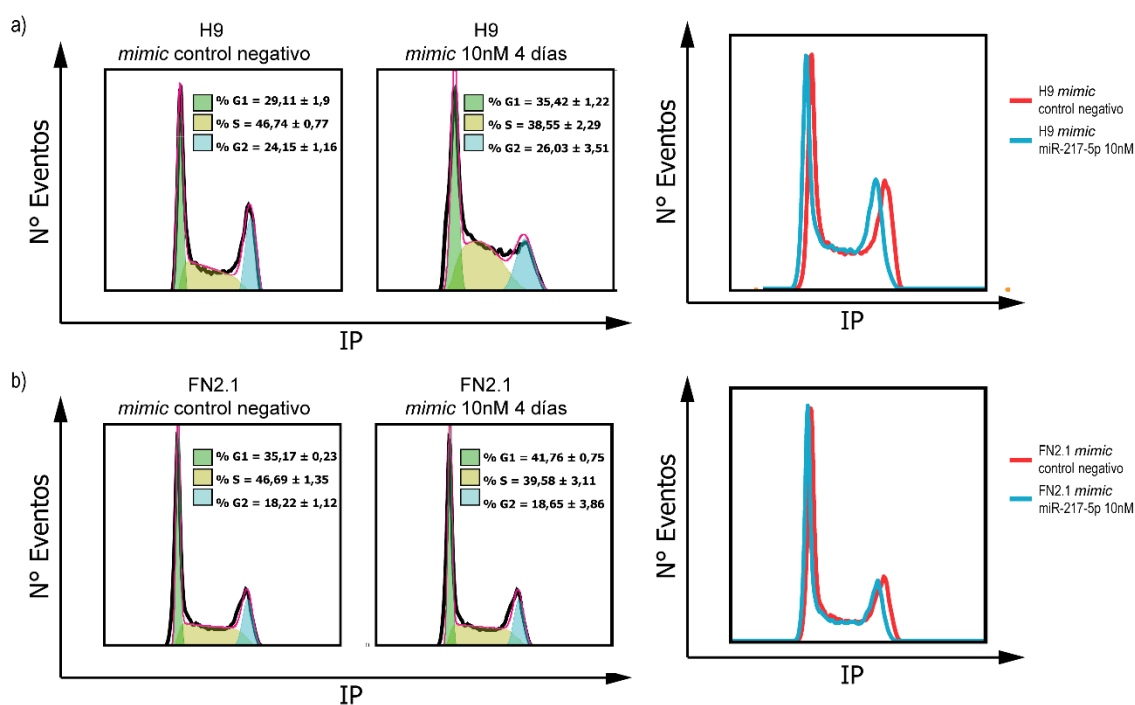 a)
H9
mimic control negativo
H9
mimic 10nM 4 días
N° Eventos
% G1 = 29,11 ± 1,9
% S = 46,74 ± 0,77
% G2 = 24,15 ± 1,16
% G1 = 35,42 ± 1,22
% S = 38,55 ± 2,29
% G2 = 26,03 ± 3,51
IP
N° Eventos
IP
H9 mimic
control negativo
H9 mimic
miR-217-5p 10nM
b)
FN2.1
mimic control negativo
FN2.1
mimic 10nM 4 días
N° Eventos
% G1 = 35,17 ± 0,23
% S = 46,69 ± 1,35
% G2 = 18,22 ± 1,12
% G1 = 41,76 ± 0,75
% S = 39,58 ± 3,11
% G2 = 18,65 ± 3,86
IP
N° Eventos
IP
FN2.1 mimic
control negativo
FN2.1 mimic
miR-217-5p 10nM